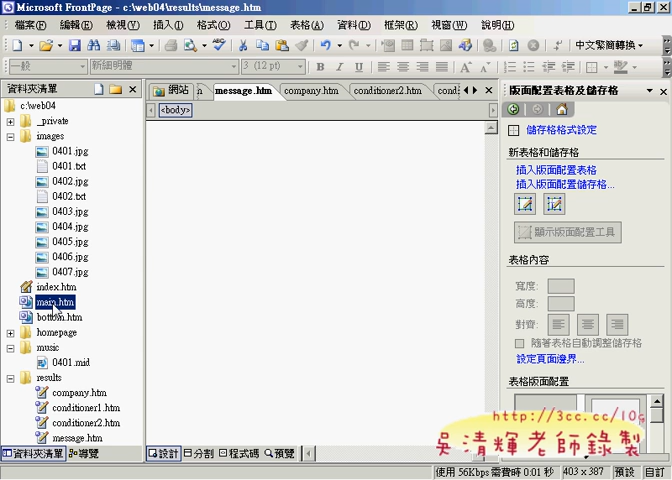 Microsoft FrontPage - c:\web04\results\message.htm
檔案(F) 編輯(E) 檢視(V) 插入(I) 格式(O) 工具(T) 表格(A) 資料(D) 框架(R) 視窗(W) 說明(H)
中文繁簡轉換
一般 新細明體 3 (12 pt)
資料夾清單
網站 message.htm company.htm conditioner2.htm
<body>
c:\web04
_private
images
0401.jpg
0401.txt
0402.jpg
0402.txt
0403.jpg
0404.jpg
0405.jpg
0406.jpg
0407.jpg
index.htm
main.htm
bottom.htm
homepage
music
0401.mid
results
company.htm
conditioner1.htm
conditioner2.htm
message.htm
資料夾清單 導覽
設計 分割 程式碼 預覽
版面配置表格及儲存格
儲存格格式設定
新表格和儲存格
插入版面配置表格
插入版面配置儲存格...
顯示版面配置工具
表格內容
寬度:
高度:
對齊:
隨著表格自動調整儲存格
設定頁面邊界...
表格版面配置
http://3cc.cc/10g
吳清輝老師錄製
使用 56Kbps 需費時 0:01 秒 403 x 387 預設 自訂